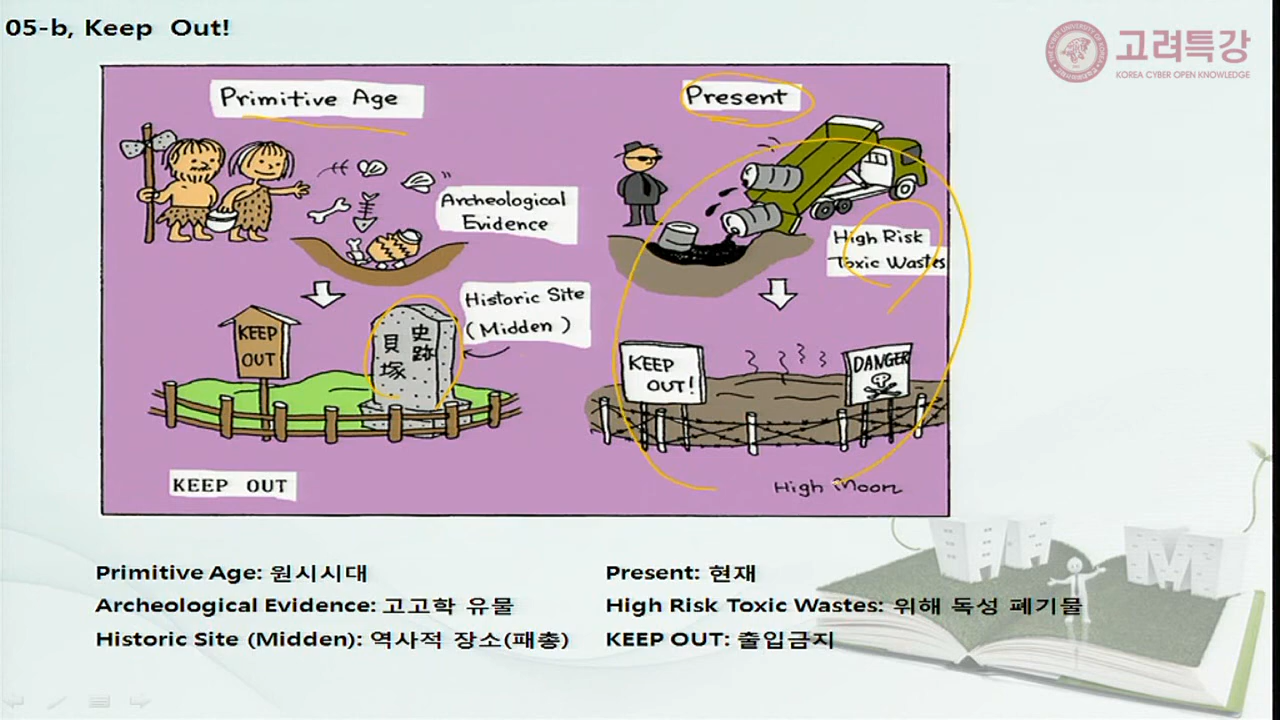 05-b, Keep Out!
고려특강
KOREA CYBER OPEN KNOWLEDGE
Primitive Age
Present
Archeological
Evidence
High Risk
Toxic Wastes
Historic Site
(Midden)
KEEP
OUT
史跡
貝塚
KEEP
OUT!
DANGER
KEEP OUT
High Moon
Primitive Age: 원시시대
Archeological Evidence: 고고학 유물
Historic Site (Midden): 역사적 장소(패총)
Present: 현재
High Risk Toxic Wastes: 위해 독성 폐기물
KEEP OUT: 출입금지